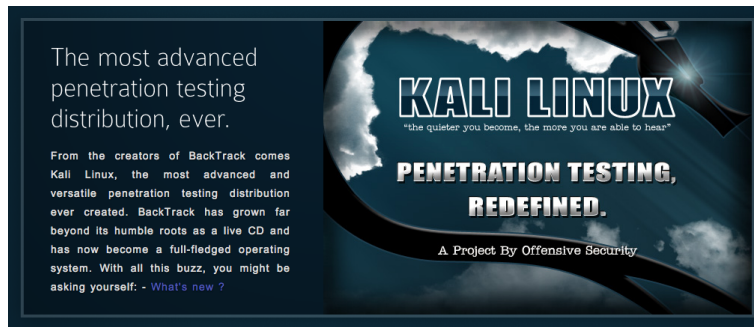 The most advanced
penetration testing
distribution, ever.
From the creators of BackTrack comes
Kali Linux, the most advanced and
versatile penetration testing distribution
ever created. BackTrack has grown far
beyond its humble roots as a live CD and
has now become a full-fledged operating
system. With all this buzz, you might be
asking yourself: - What's new ?
KALI LINUX
"the quieter you become, the more you are able to hear"
PENETRATION TESTING,
REDEFINED.
A Project By Offensive Security